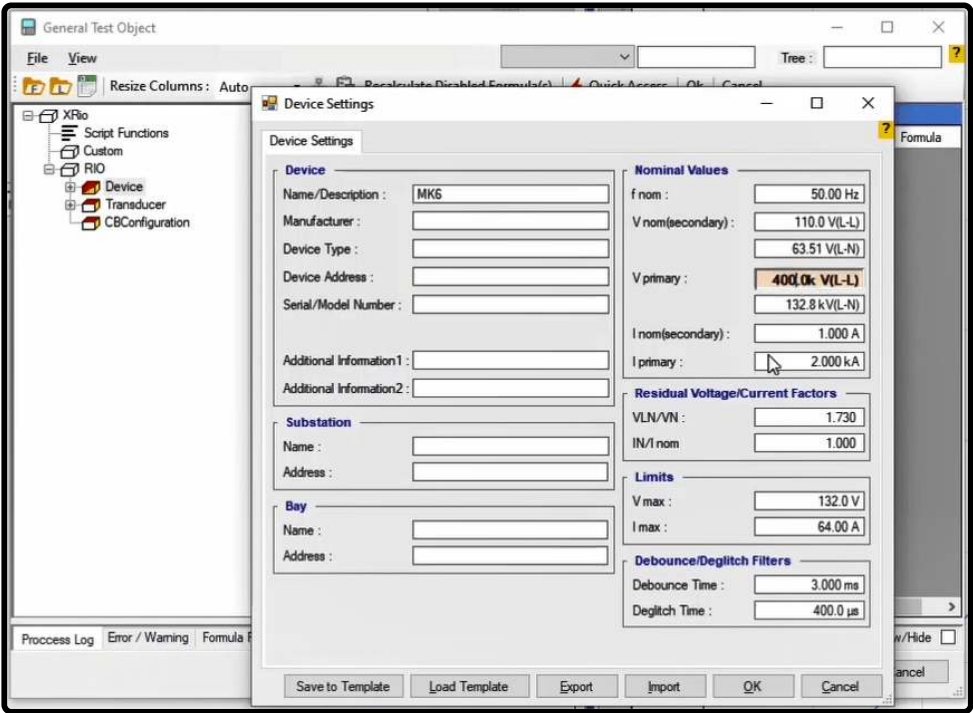 General Test Object
File View
Tree :
Resize Columns : Auto
Recalculate Disabled Formula(s) Quick Access Ok Cancel
XRio
Script Functions
Custom
RIO
Device
Transducer
CBConfiguration
Formula
Device Settings
Device Settings
Device
Name/Description : MK6
Manufacturer :
Device Type :
Device Address :
Serial/Model Number :
Additional Information1 :
Additional Information2 :
Substation
Name :
Address :
Bay
Name :
Address :
Nominal Values
f nom : 50.00 Hz
V nom(secondary) : 110.0 V(L-L)
63.51 V(L-N)
V primary : 400.0k V(L-L)
132.8 kV(L-N)
I nom(secondary) : 1.000 A
I primary : 2.000 kA
Residual Voltage/Current Factors
VLN/VN : 1.730
IN/I nom 1.000
Limits
V max : 132.0 V
I max : 64.00 A
Debounce/Deglitch Filters
Debounce Time : 3.000 ms
Deglitch Time : 400.0 µs
Save to Template Load Template Export Import OK Cancel
Proccess Log Error / Warning Formula F
w/Hide
ancel